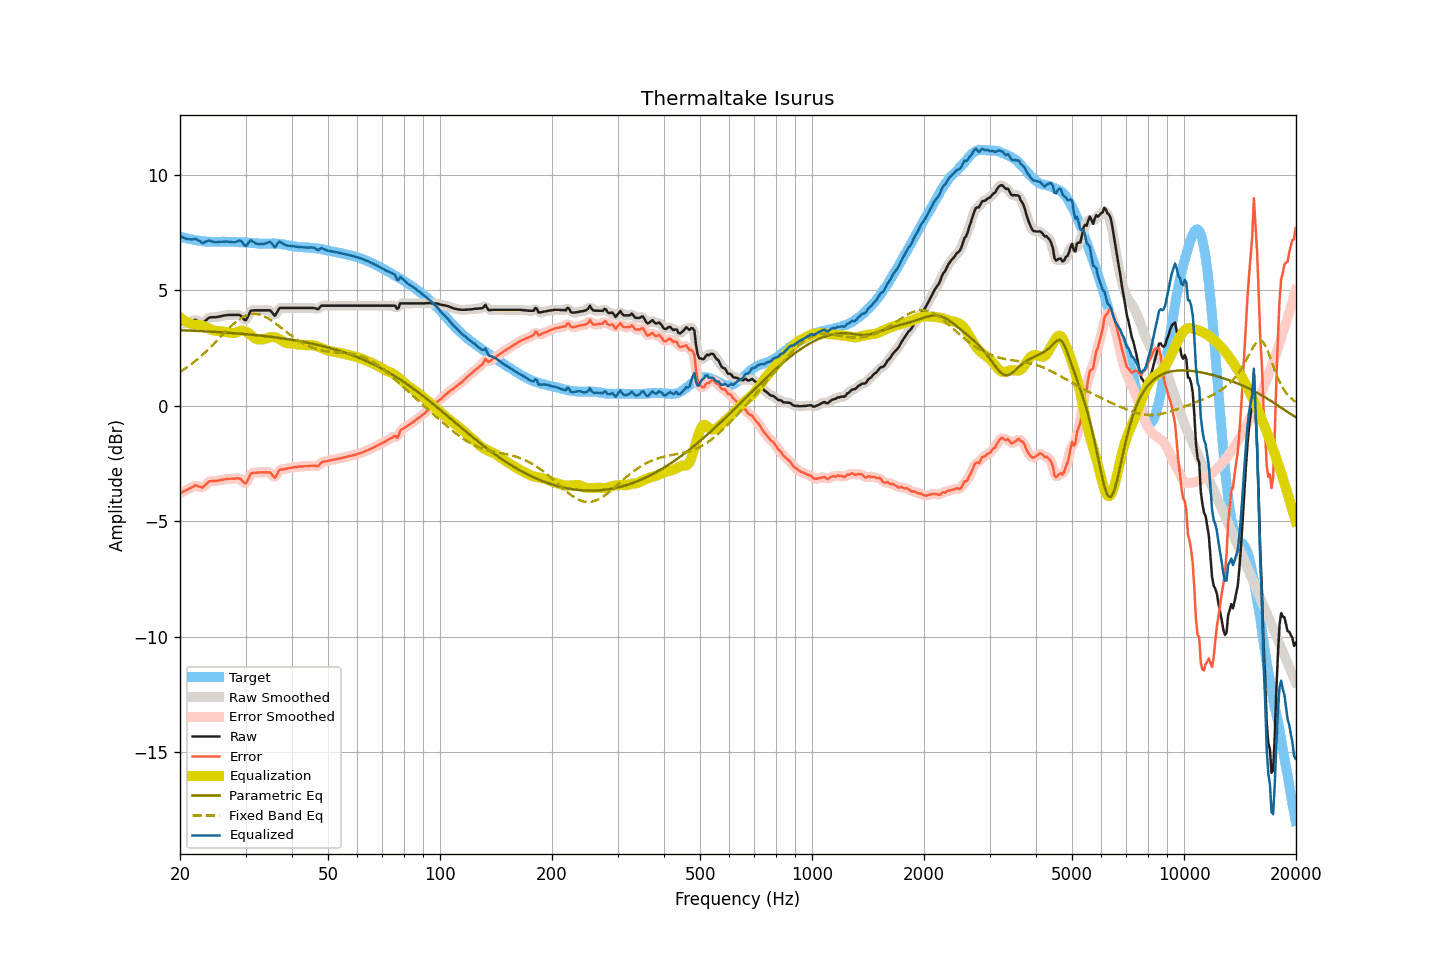 Thermaltake Isurus
Amplitude (dBr)
10
5
0
−5
−10
−15
Target
Raw Smoothed
Error Smoothed
Raw
Error
Equalization
Parametric Eq
Fixed Band Eq
Equalized
20 50 100 200 500 1000 2000 5000 10000 20000
Frequency (Hz)